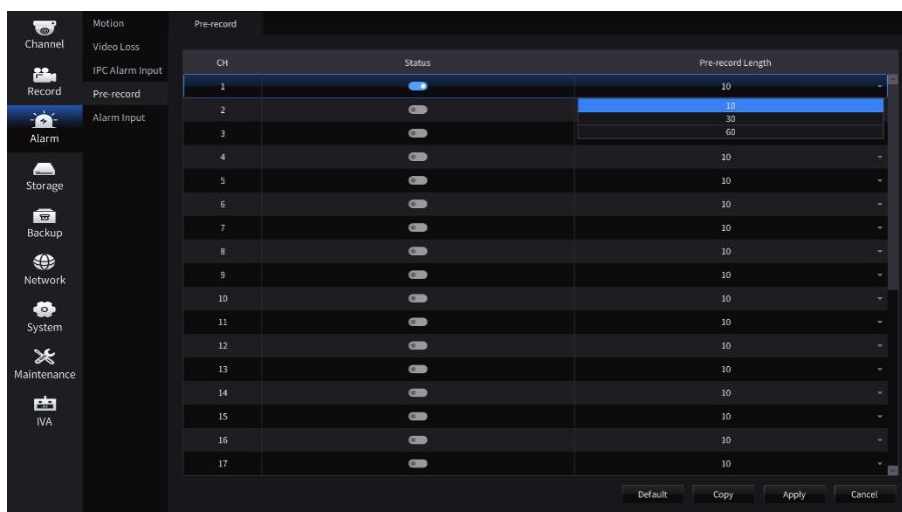 Channel
Record
Alarm
Storage
Backup
Network
System
Maintenance
IVA
Motion
Video Loss
IPC Alarm Input
Pre-record
Alarm Input
Pre-record
CH Status Pre-record Length
1 10
10
30
60
2
3
4 10
5 10
6 10
7 10
8 10
9 10
10 10
11 10
12 10
13 10
14 10
15 10
16 10
17 10
Default Copy Apply Cancel